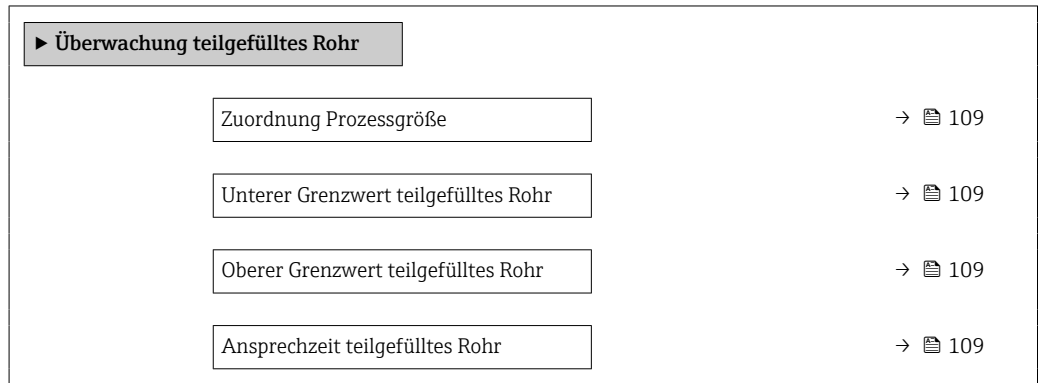 ► Überwachung teilgefülltes Rohr
Zuordnung Prozessgröße → 109
Unterer Grenzwert teilgefülltes Rohr → 109
Oberer Grenzwert teilgefülltes Rohr → 109
Ansprechzeit teilgefülltes Rohr → 109